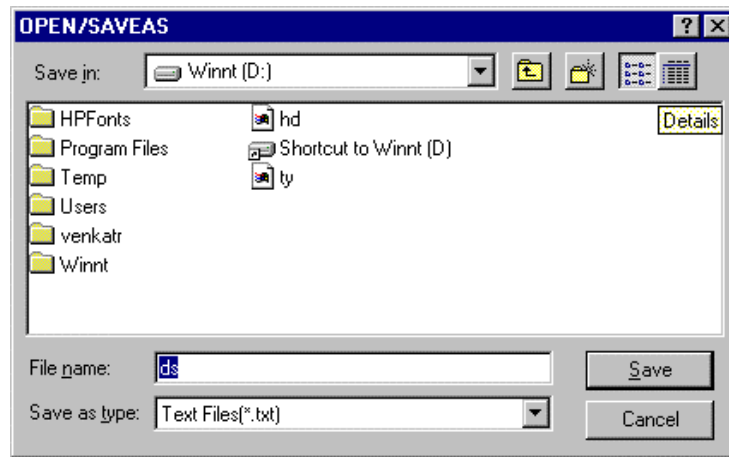 OPEN/SAVEAS
Save in: Winnt (D:)
HPFonts
Program Files
Temp
Users
venkatr
Winnt
hd
Shortcut to Winnt (D)
ty
Details
File name: ds Save
Save as type: Text Files(*.txt) Cancel